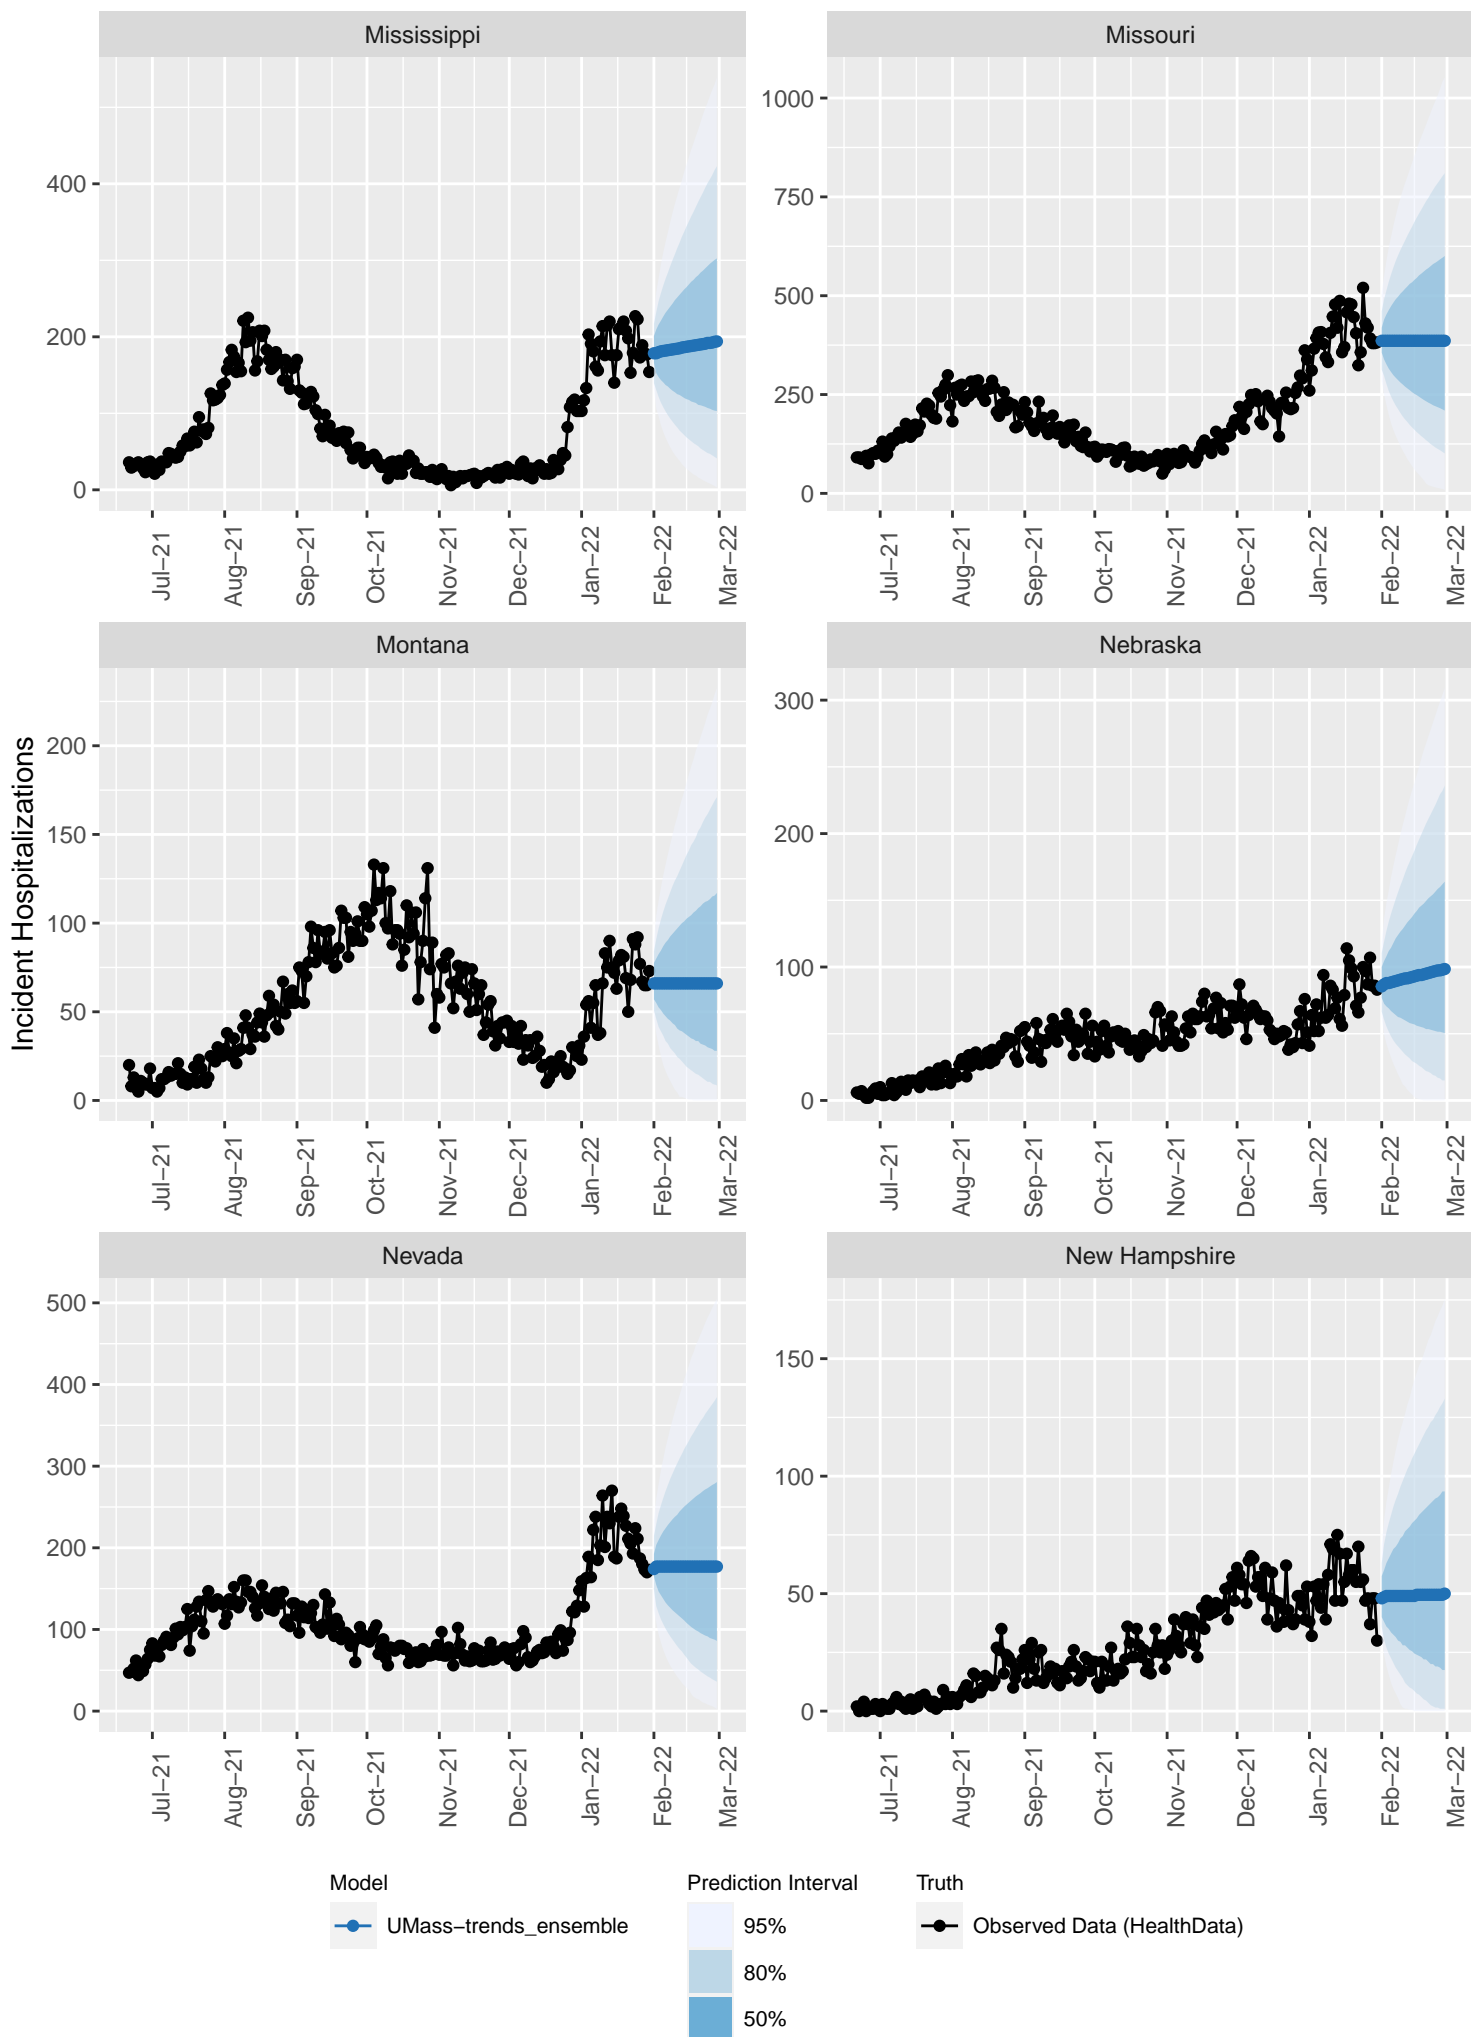 Mississippi
Missouri
400
200
0
1000
750
500
250
0
Jul−21
Aug−21
Sep−21
Oct−21
Nov−21
Dec−21
Jan−22
Feb−22
Mar−22
Jul−21
Aug−21
Sep−21
Oct−21
Nov−21
Dec−21
Jan−22
Feb−22
Mar−22
Montana
Nebraska
Incident Hospitalizations
200
150
100
50
0
300
200
100
0
Jul−21
Aug−21
Sep−21
Oct−21
Nov−21
Dec−21
Jan−22
Feb−22
Mar−22
Jul−21
Aug−21
Sep−21
Oct−21
Nov−21
Dec−21
Jan−22
Feb−22
Mar−22
Nevada
New Hampshire
500
400
300
200
100
0
150
100
50
0
Jul−21
Aug−21
Sep−21
Oct−21
Nov−21
Dec−21
Jan−22
Feb−22
Mar−22
Jul−21
Aug−21
Sep−21
Oct−21
Nov−21
Dec−21
Jan−22
Feb−22
Mar−22
Model
UMass−trends_ensemble
Prediction Interval
95%
80%
50%
Truth
Observed Data (HealthData)